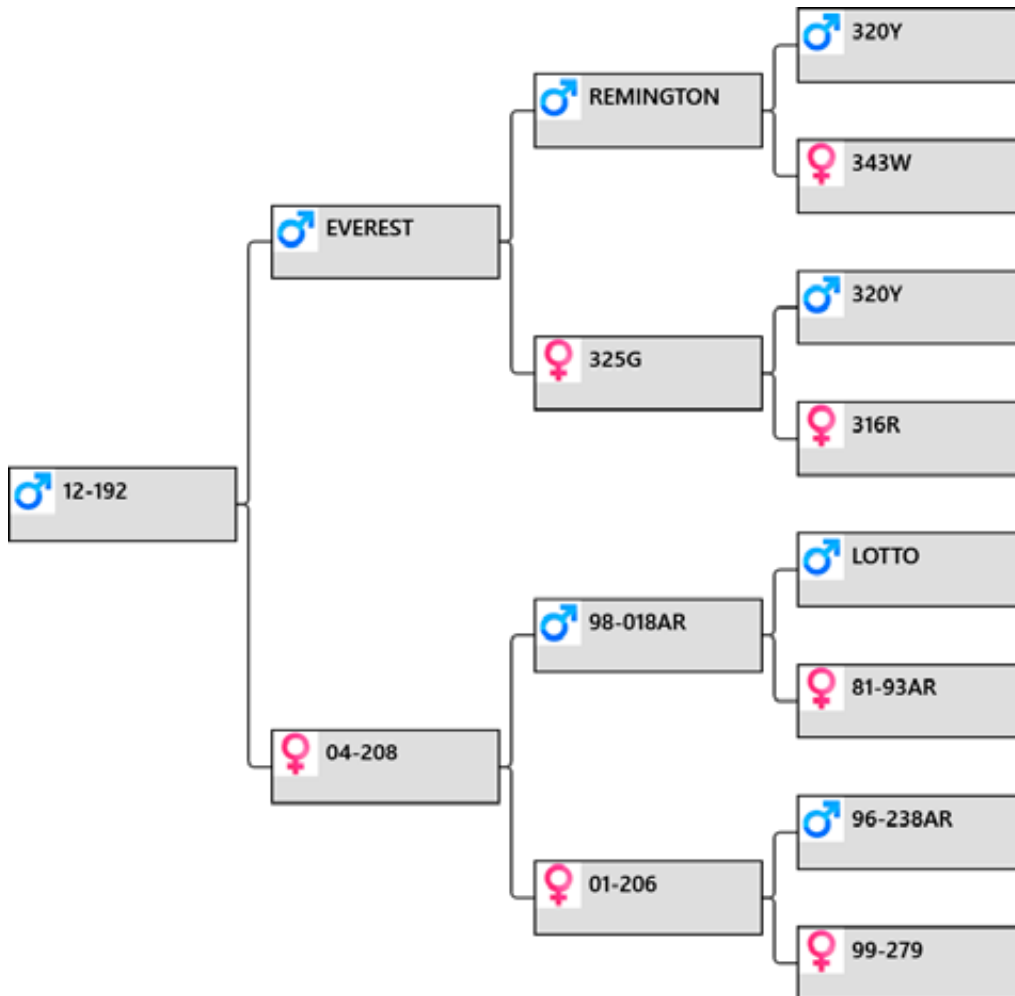 320Y
REMINGTON
343W
EVEREST
320Y
325G
316R
12-192
LOTTO
98-018AR
81-93AR
04-208
96-238AR
01-206
99-279